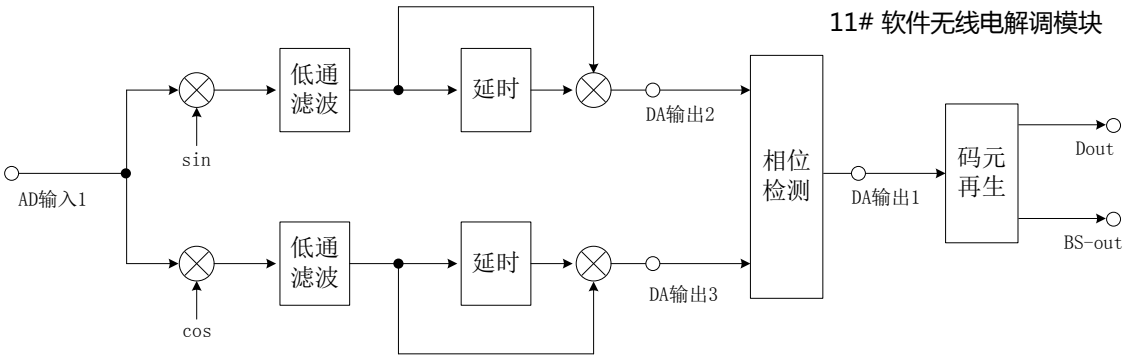 11# 软件无线电解调模块
低通
滤波
延时
DA输出2
sin
AD输入1
相位
检测
DA输出1
码元
再生
Dout
BS-out
低通
滤波
延时
DA输出3
cos